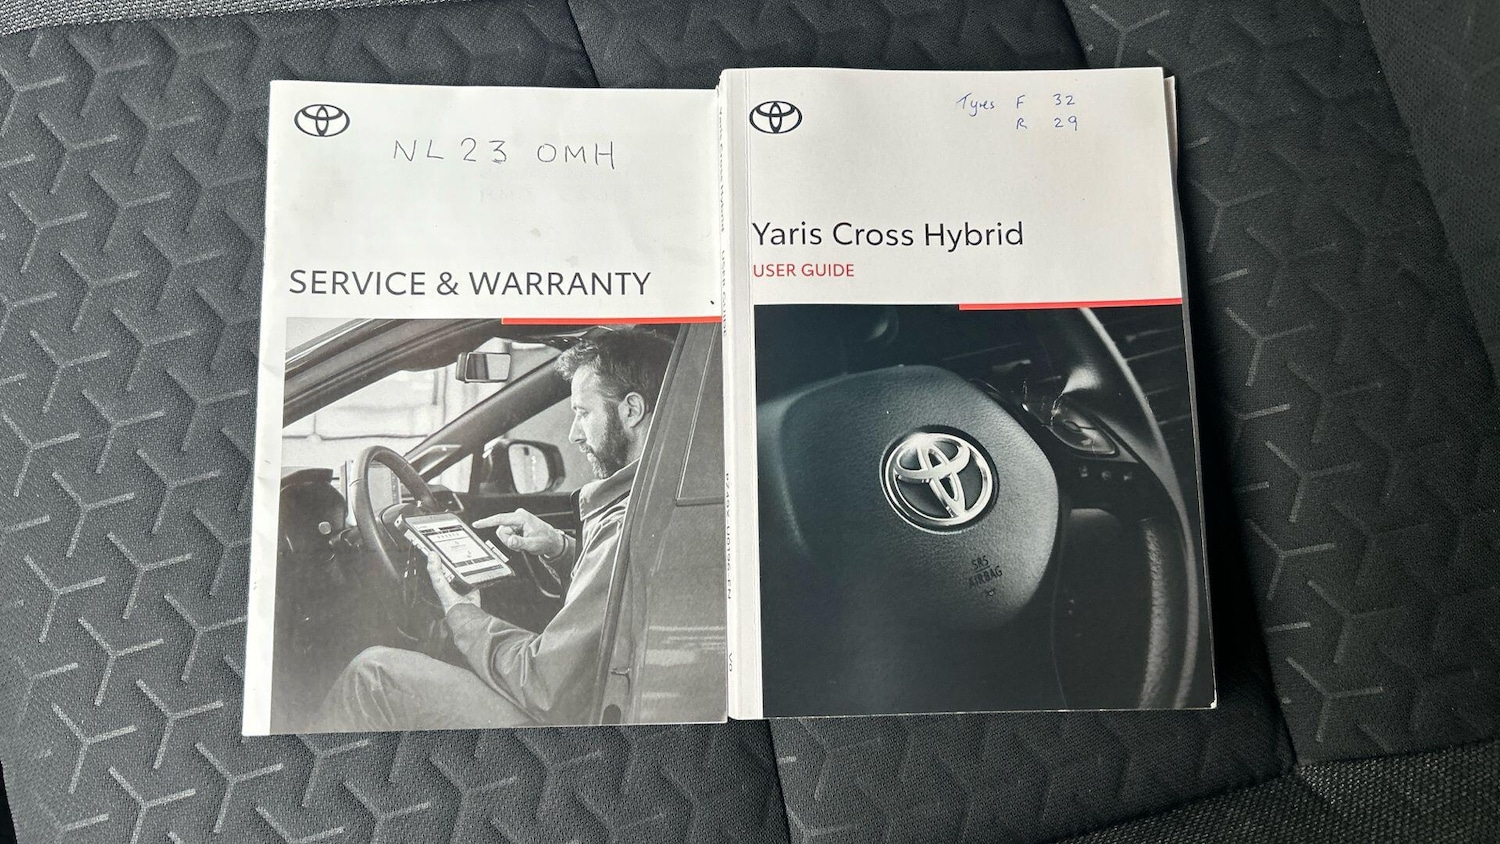 NL23 OMH
SERVICE & WARRANTY
Tyres F 32
R 29
Yaris Cross Hybrid
USER GUIDE
SRS
AIRBAG